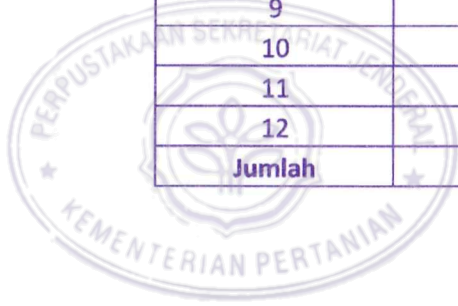 9
10
11
12
Jumlah
PERPUSTAKAAN SEKRETARIAT JENDERAL
KEMENTERIAN PERTANIAN